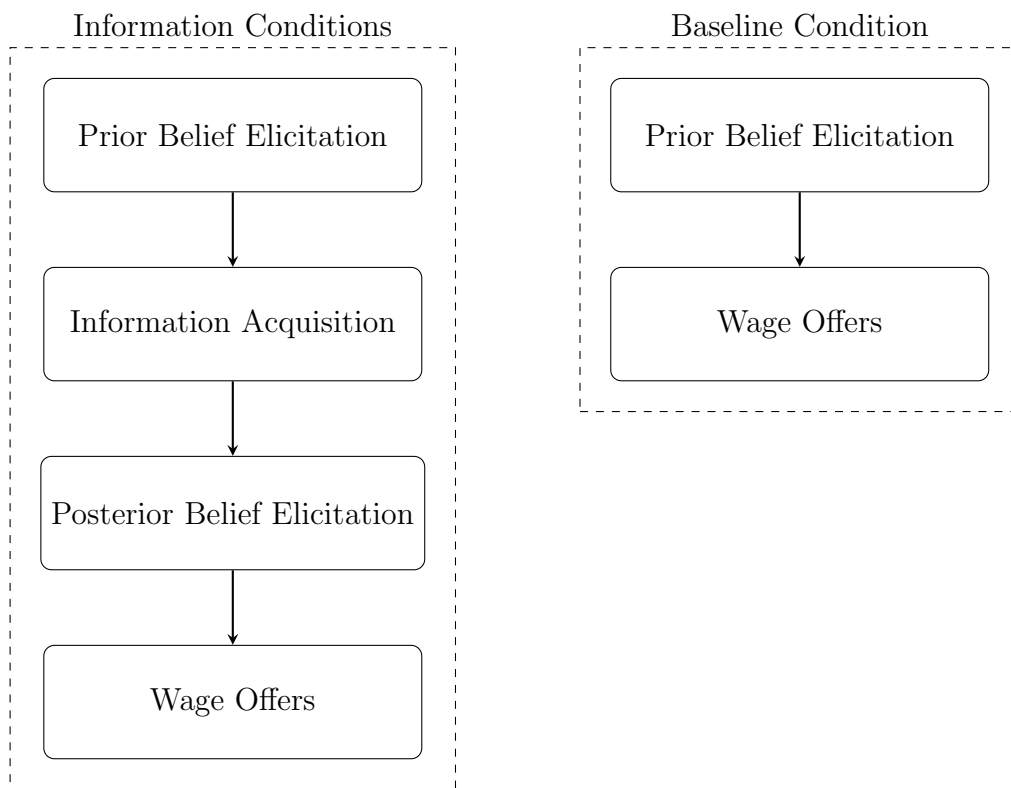 Information Conditions
Prior Belief Elicitation
Information Acquisition
Posterior Belief Elicitation
Wage Offers
Baseline Condition
Prior Belief Elicitation
Wage Offers